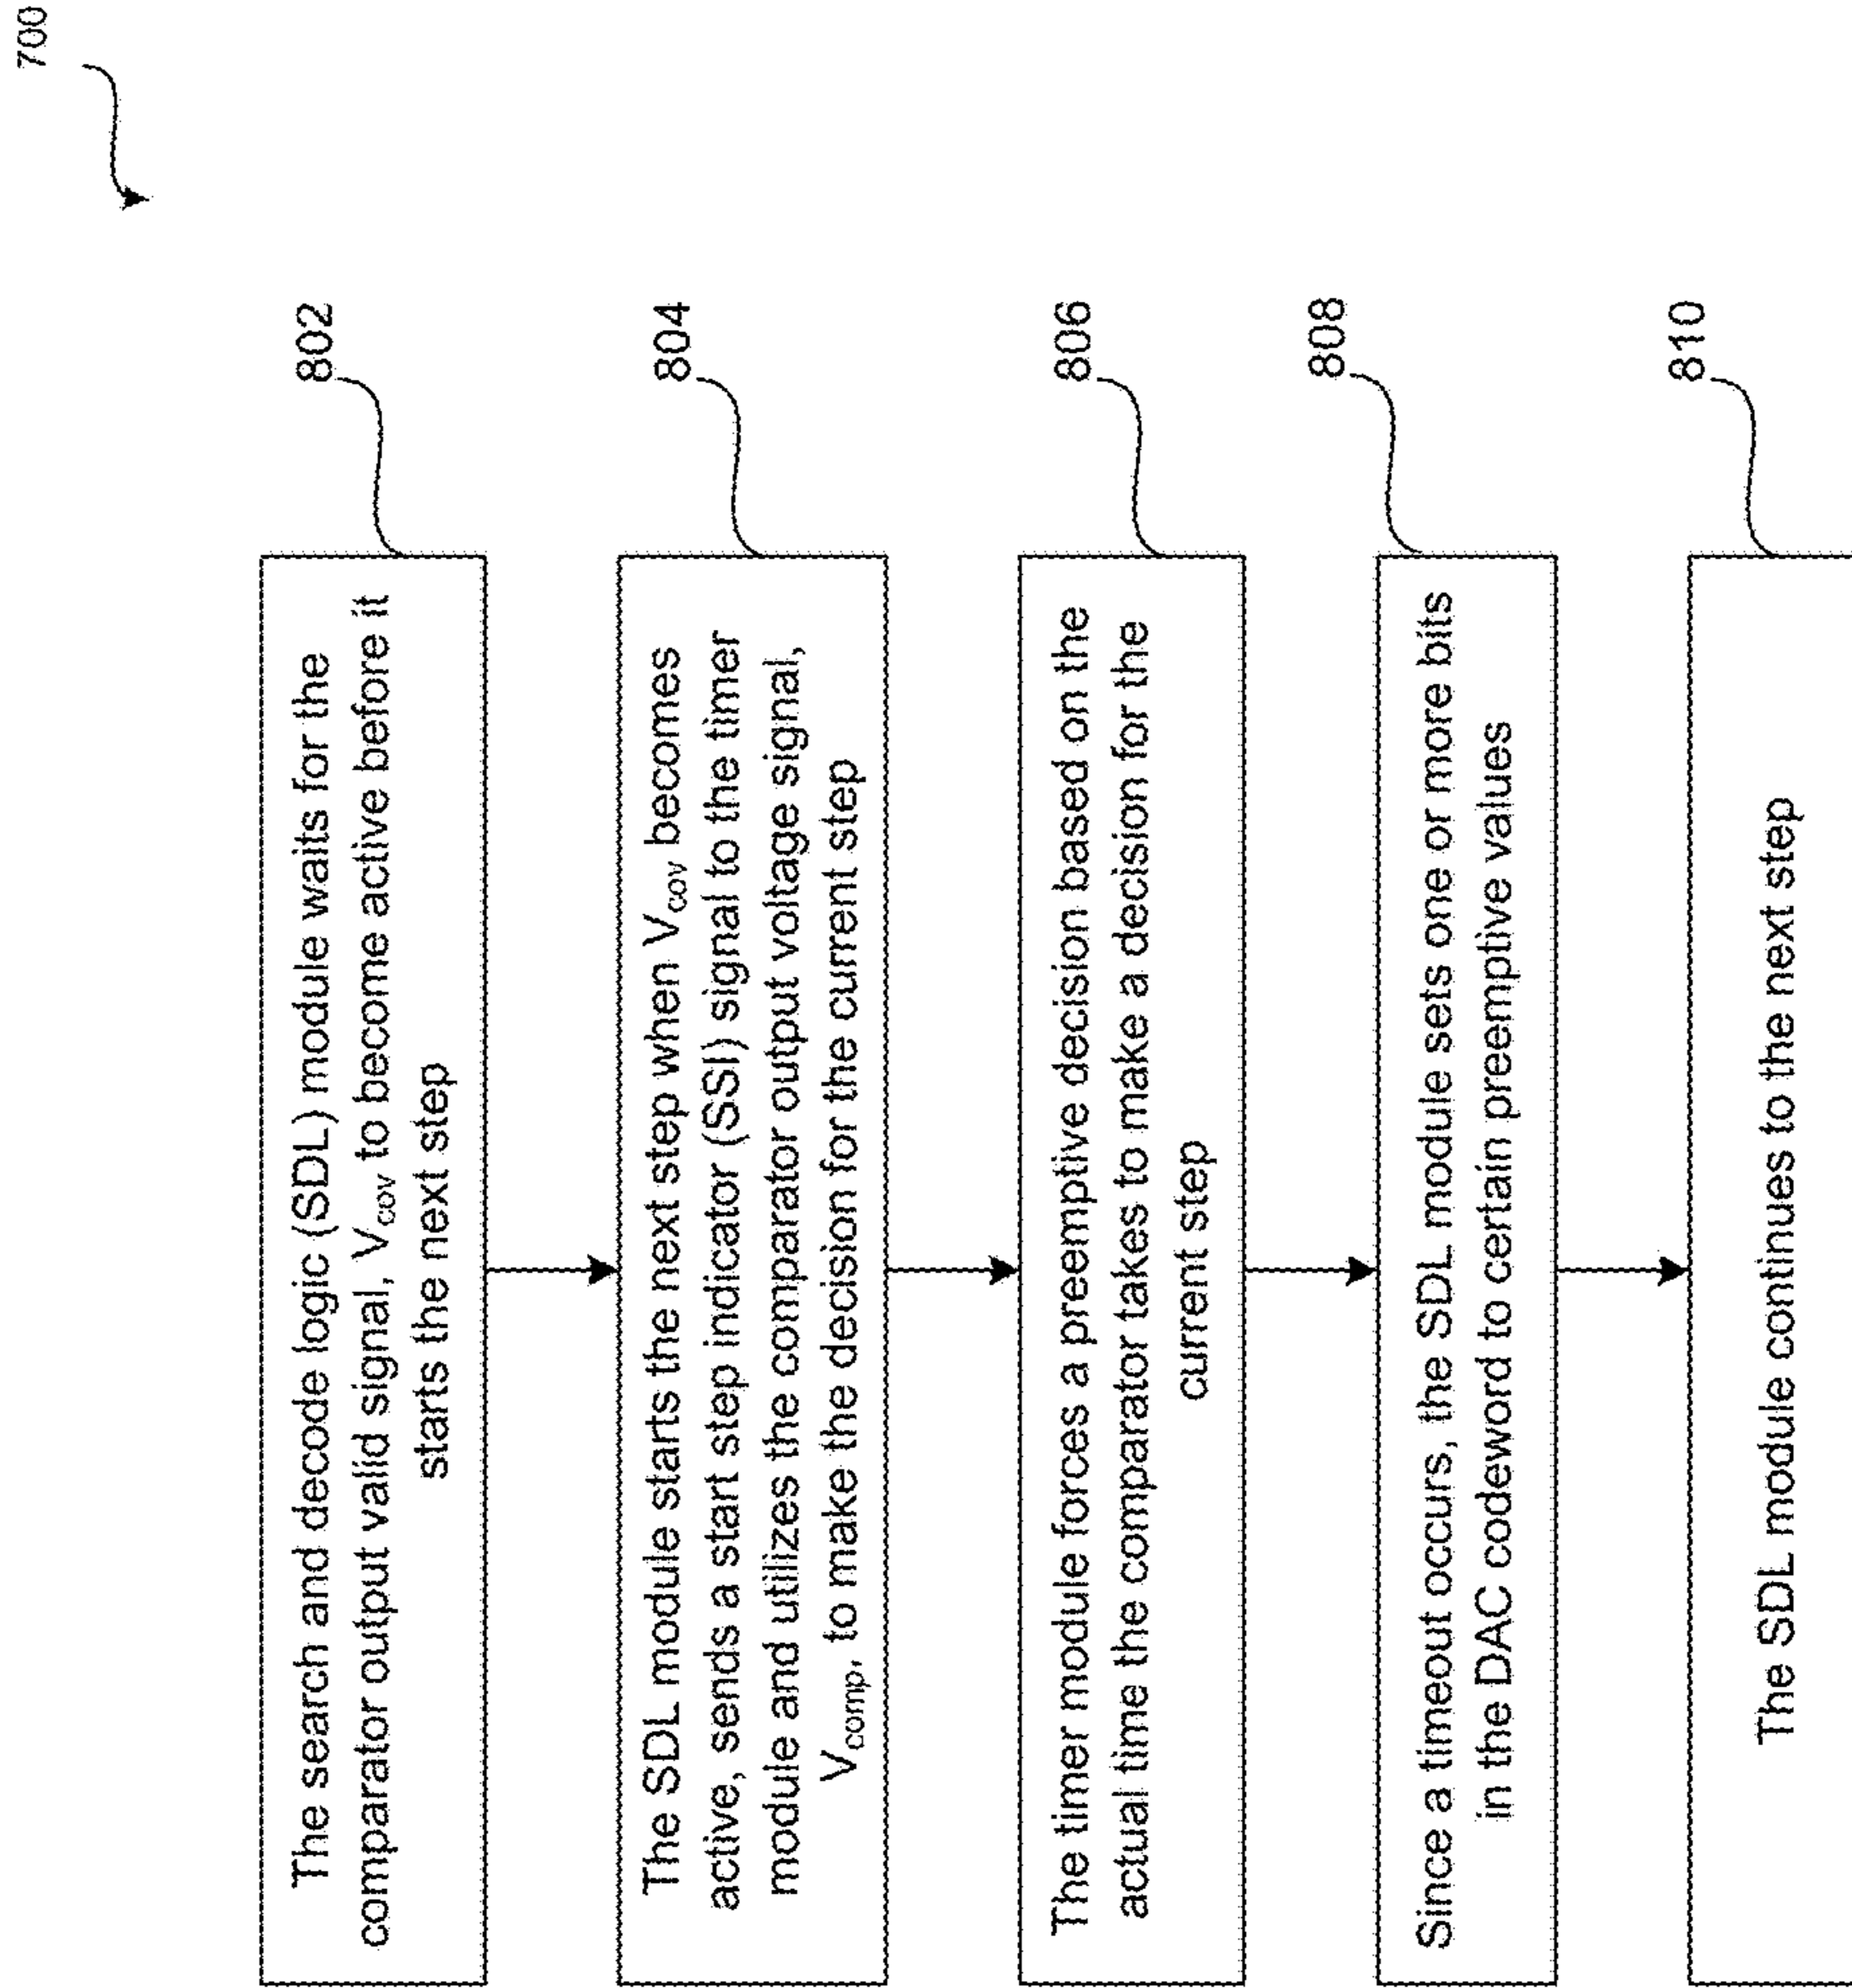 700
The search and decode logic (SDL) module waits for the
comparator output valid signal, Vcov to become active before it
starts the next step
802
The SDL module starts the next step when Vcov becomes
active, sends a start step indicator (SSI) signal to the timer
module and utilizes the comparator output voltage signal,
Vcomp, to make the decision for the current step
804
The timer module forces a preemptive decision based on the
actual time the comparator takes to make a decision for the
current step
806
Since a timeout occurs, the SDL module sets one or more bits
in the DAC codeword to certain preemptive values
808
The SDL module continues to the next step
810